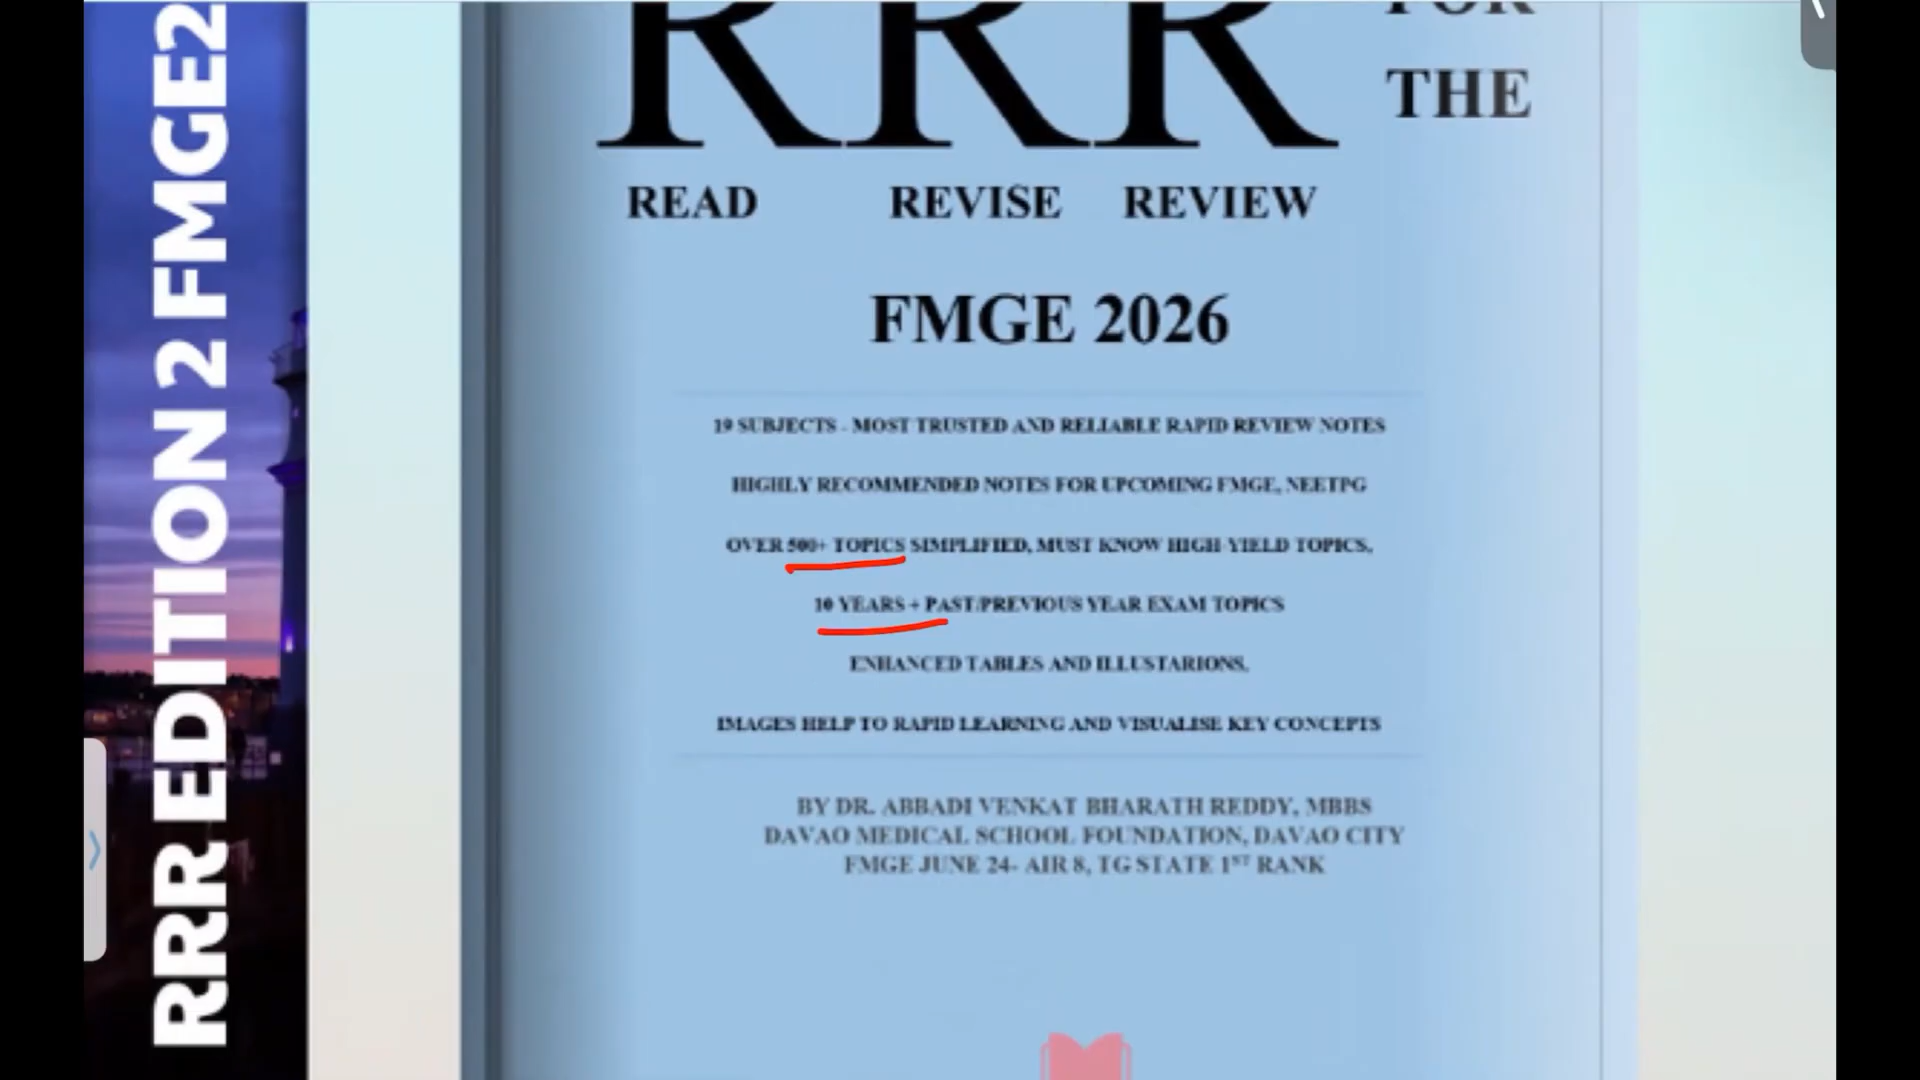 RRR EDITION 2 FMGE2
RRR
THE
READ REVISE REVIEW
FMGE 2026
19 SUBJECTS - MOST TRUSTED AND RELIABLE RAPID REVIEW NOTES
HIGHLY RECOMMENDED NOTES FOR UPCOMING FMGE, NEETPG
OVER 500+ TOPICS SIMPLIFIED, MUST KNOW HIGH-YIELD TOPICS,
10 YEARS + PAST/PREVIOUS YEAR EXAM TOPICS
ENHANCED TABLES AND ILLUSTARIONS,
IMAGES HELP TO RAPID LEARNING AND VISUALISE KEY CONCEPTS
BY DR. ABBADI VENKAT BHARATH REDDY, MBBS
DAVAO MEDICAL SCHOOL FOUNDATION, DAVAO CITY
FMGE JUNE 24- AIR 8, TG STATE 1ST RANK